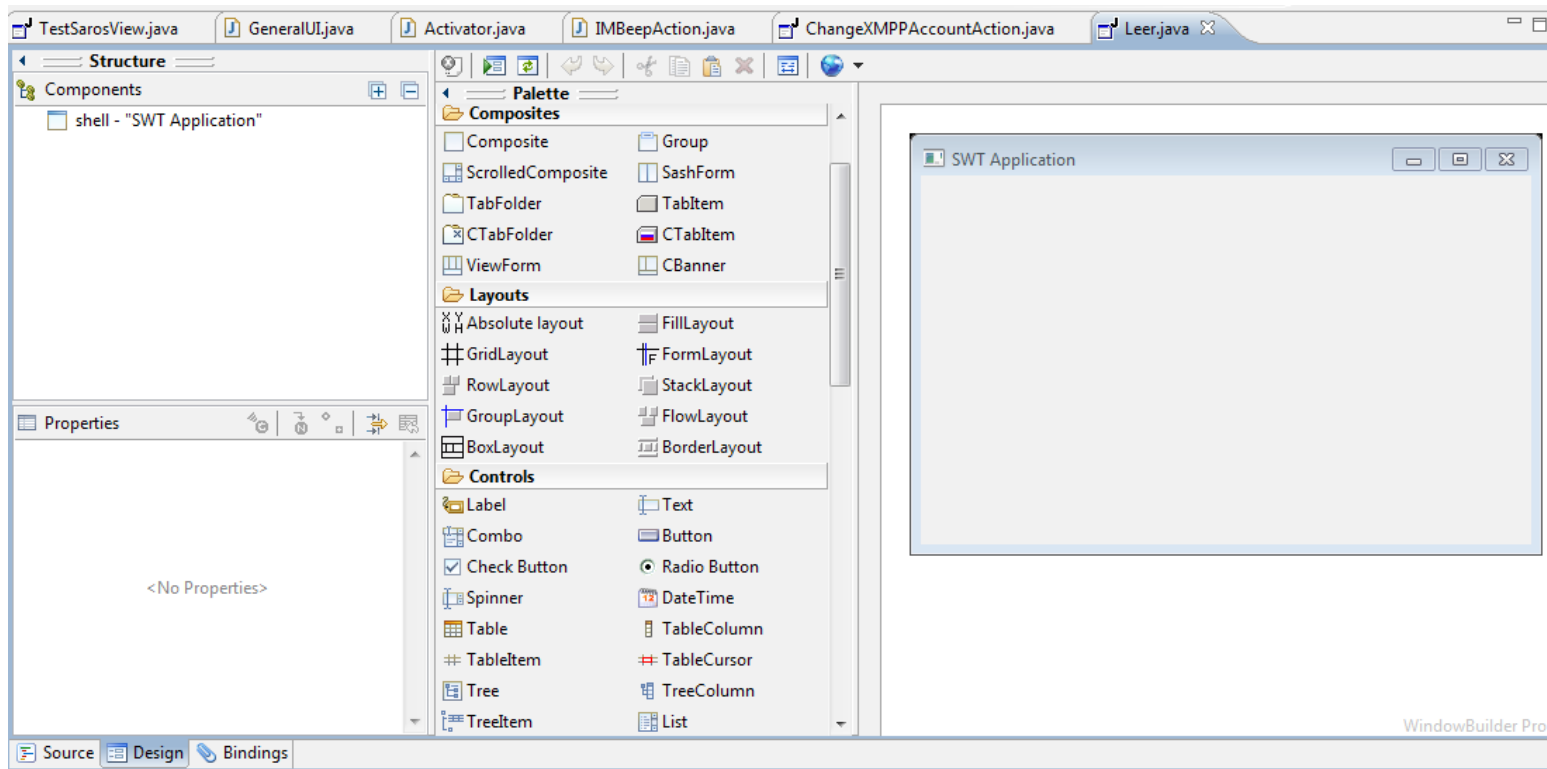 TestSarosView.java GeneralUI.java Activator.java IMBeepAction.java ChangeXMPPAccountAction.java Leer.java
Structure
Components
shell - "SWT Application"
Properties
<No Properties>
Palette
Composites
Composite Group
ScrolledComposite SashForm
TabFolder TabItem
CTabFolder CTabItem
ViewForm CBanner
Layouts
Absolute layout FillLayout
GridLayout FormLayout
RowLayout StackLayout
GroupLayout FlowLayout
BoxLayout BorderLayout
Controls
Label Text
Combo Button
Check Button Radio Button
Spinner DateTime
Table TableColumn
TableItem TableCursor
Tree TreeColumn
TreeItem List
SWT Application
WindowBuilder Pro
Source Design Bindings